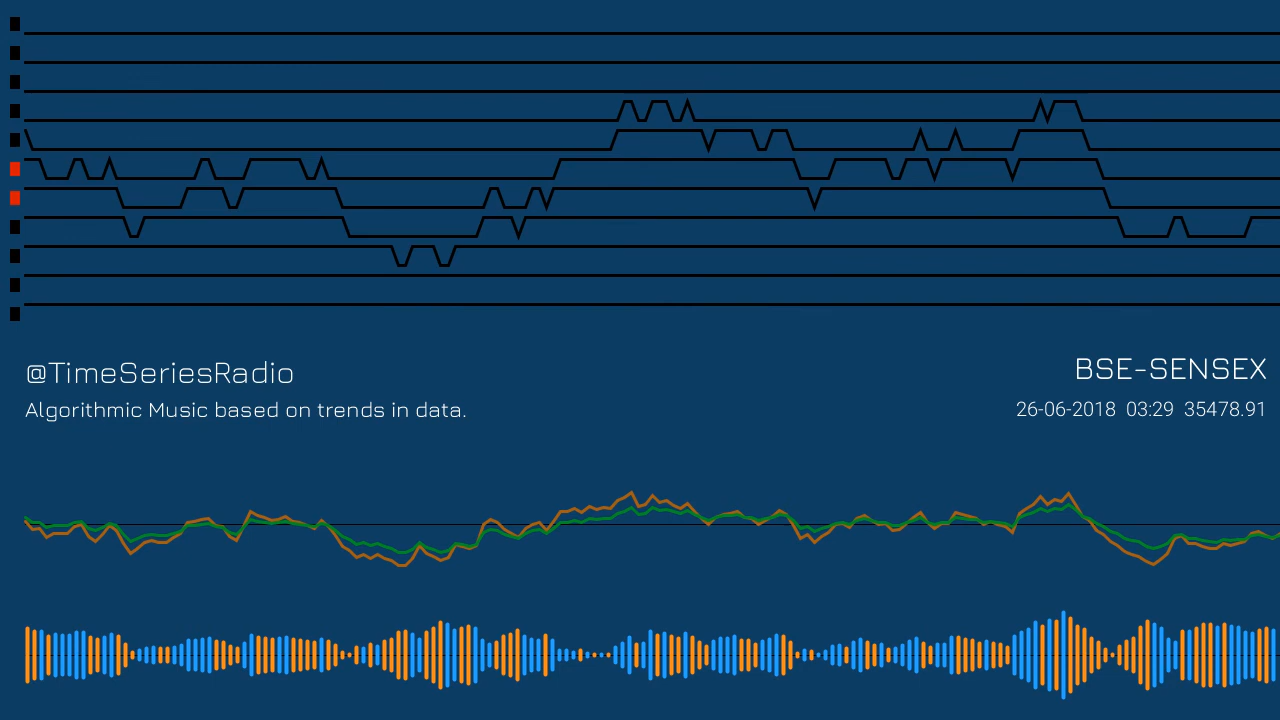 @TimeSeriesRadio
Algorithmic Music based on trends in data.
BSE-SENSEX
26-06-2018 03:29 35478.91